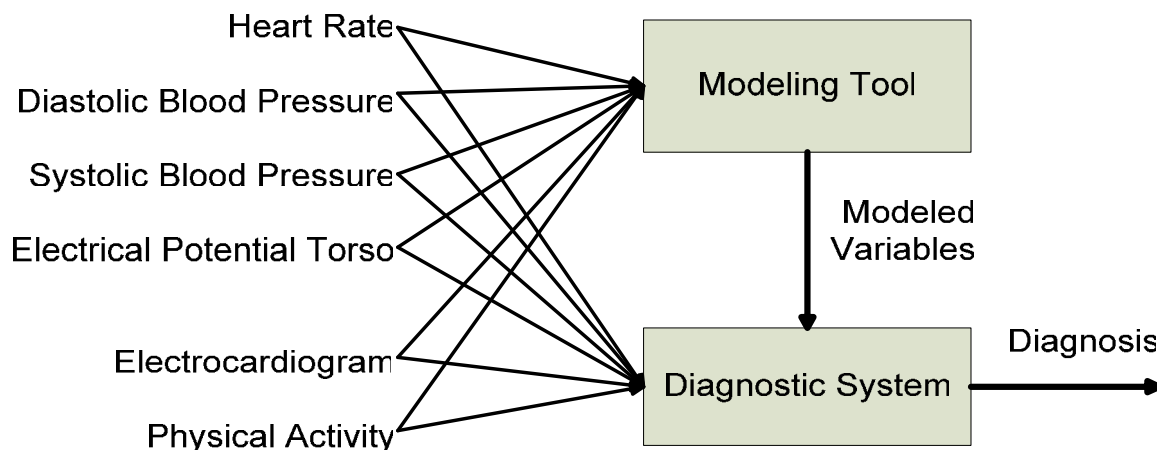 Heart Rate
Diastolic Blood Pressure
Systolic Blood Pressure
Electrical Potential Torso
Electrocardiogram
Physical Activity
Modeling Tool
Modeled
Variables
Diagnostic System
Diagnosis